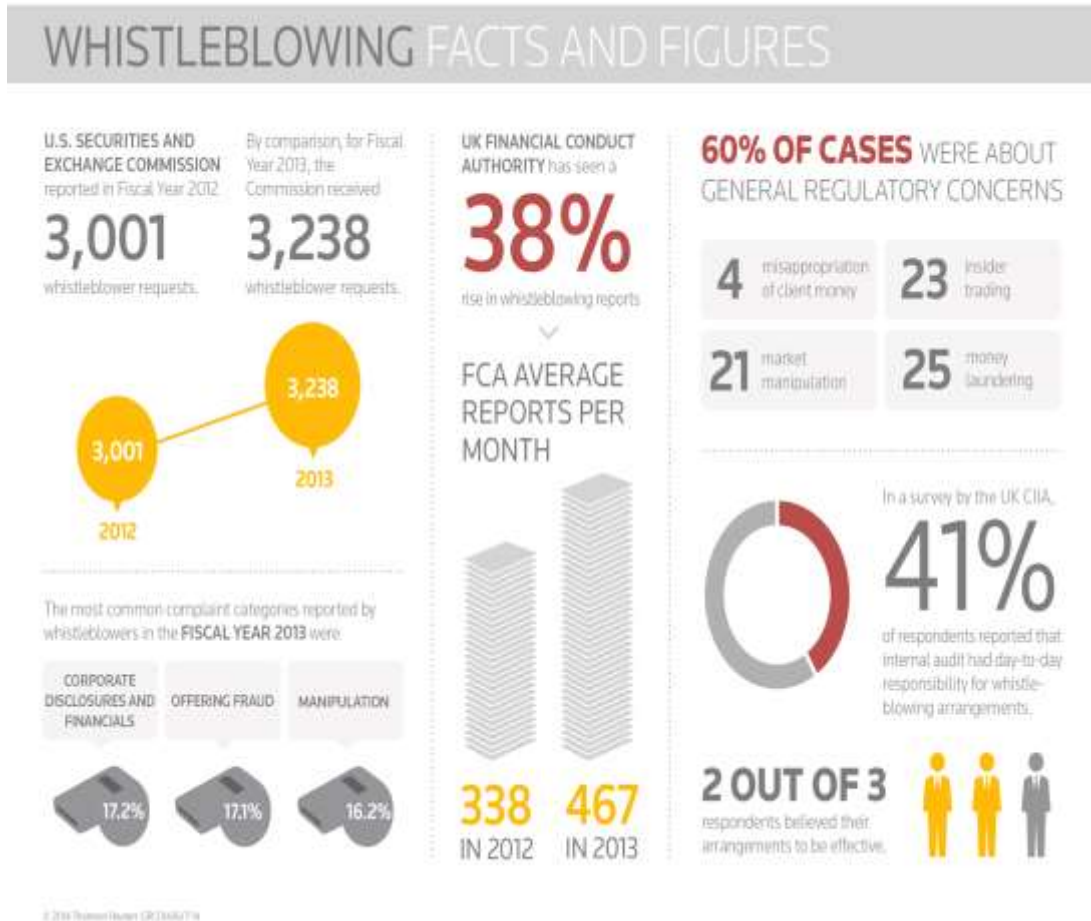 WHISTLEBLOWING FACTS AND FIGURES
U.S. SECURITIES AND
EXCHANGE COMMISSION
reported in Fiscal Year 2012
3,001
whistleblower requests.
By comparison, for Fiscal
Year 2013, the
Commission received
3,238
whistleblower requests.
3,001
2012
3,238
2013
The most common complaint categories reported by
whistleblowers in the FISCAL YEAR 2013 were
CORPORATE
DISCLOSURES AND
FINANCIALS
OFFERING FRAUD
MANIPULATION
17.2%
17.1%
16.2%
UK FINANCIAL CONDUCT
AUTHORITY has seen a
38%
rise in whistleblowing reports
FCA AVERAGE
REPORTS PER
MONTH
338
IN 2012
467
IN 2013
60% OF CASES WERE ABOUT
GENERAL REGULATORY CONCERNS
4
misappropriation
of client money
23
insider
trading
21
market
manipulation
25
money
laundering
In a survey by the UK CIIA,
41%
of respondents reported that
internal audit had day-to-day
responsibility for whistle-
blowing arrangements.
2 OUT OF 3
respondents believed their
arrangements to be effective.
© 2014 Thomson Reuters